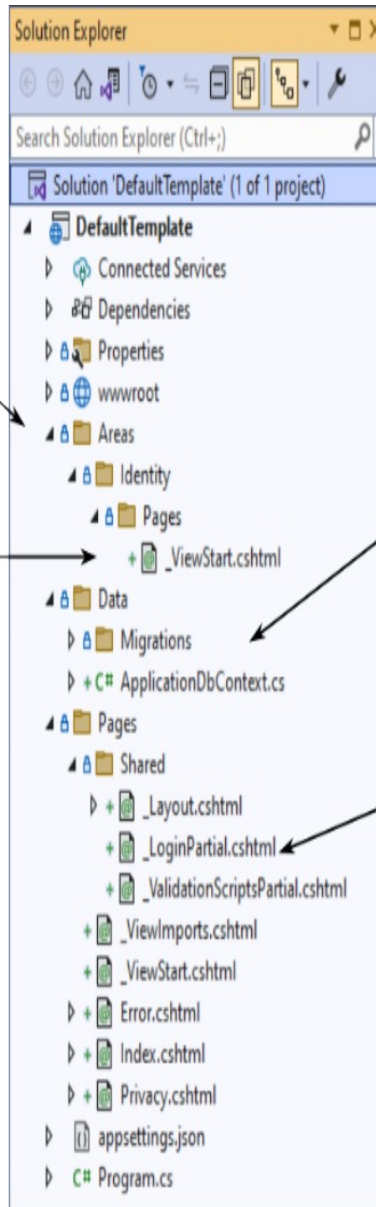 Solution Explorer
Search Solution Explorer (Ctrl+;)
Solution 'DefaultTemplate' (1 of 1 project)
DefaultTemplate
Connected Services
Dependencies
Properties
wwwroot
Areas
Identity
Pages
_ViewStart.cshtml
Data
Migrations
C# ApplicationDbContext.cs
Pages
Shared
_Layout.cshtml
_LoginPartial.cshtml
_ValidationScriptsPartial.cshtml
_ViewImports.cshtml
_ViewStart.cshtml
Error.cshtml
Index.cshtml
Privacy.cshtml
appsettings.json
C# Program.cs